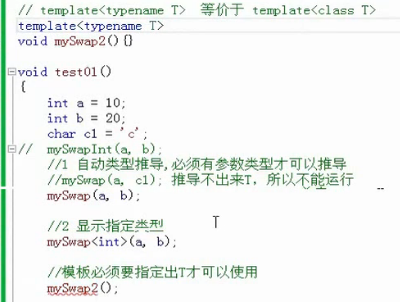 // template<typename T>  等价于 template<class T>
template<typename T>
void mySwap2(){}
void test01()
{
int a = 10;
int b = 20;
char c1 = 'c';
//  mySwapInt(a, b);
//1 自动类型推导,必须有参数类型才可以推导
//mySwap(a, c1); 推导不出来T，所以不能运行
mySwap(a, b);
//2 显示指定类型
mySwap<int>(a, b);
//模板必须要指定出T才可以使用
mySwap2();